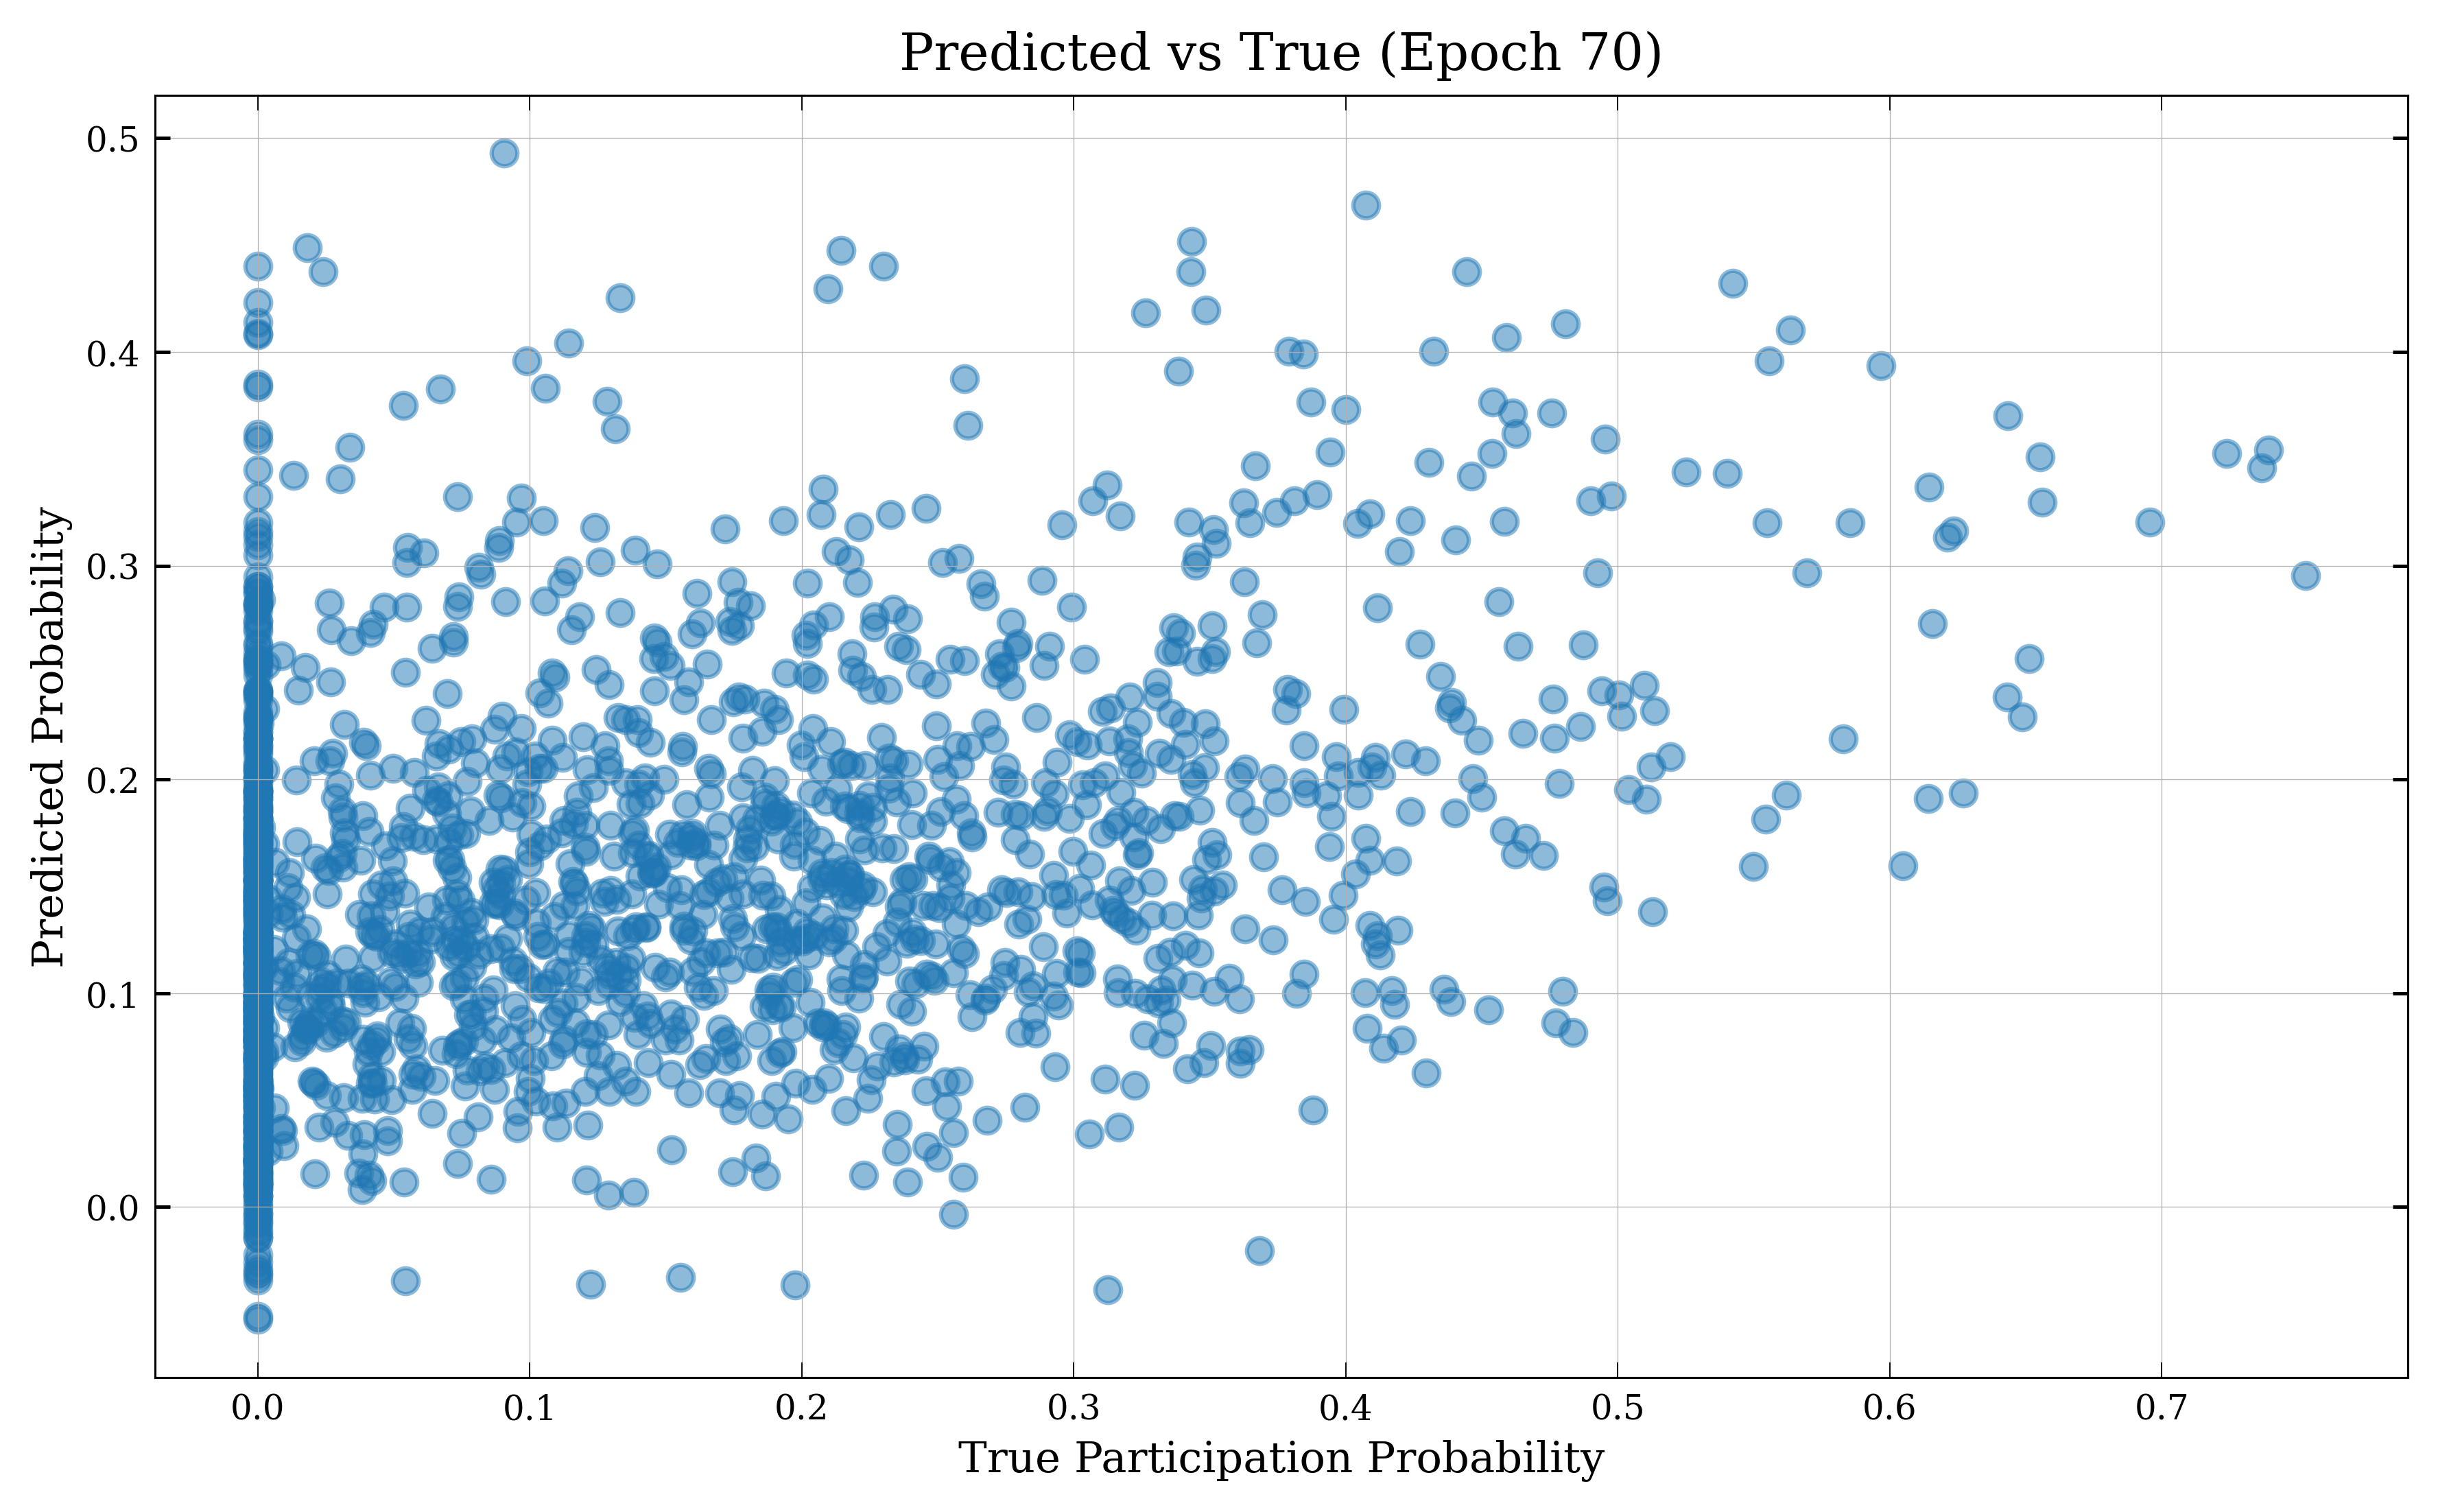 Predicted vs True (Epoch 70)
Predicted Probability
0.5
0.4
0.3
0.2
0.1
0.0
0.0 0.1 0.2 0.3 0.4 0.5 0.6 0.7
True Participation Probability